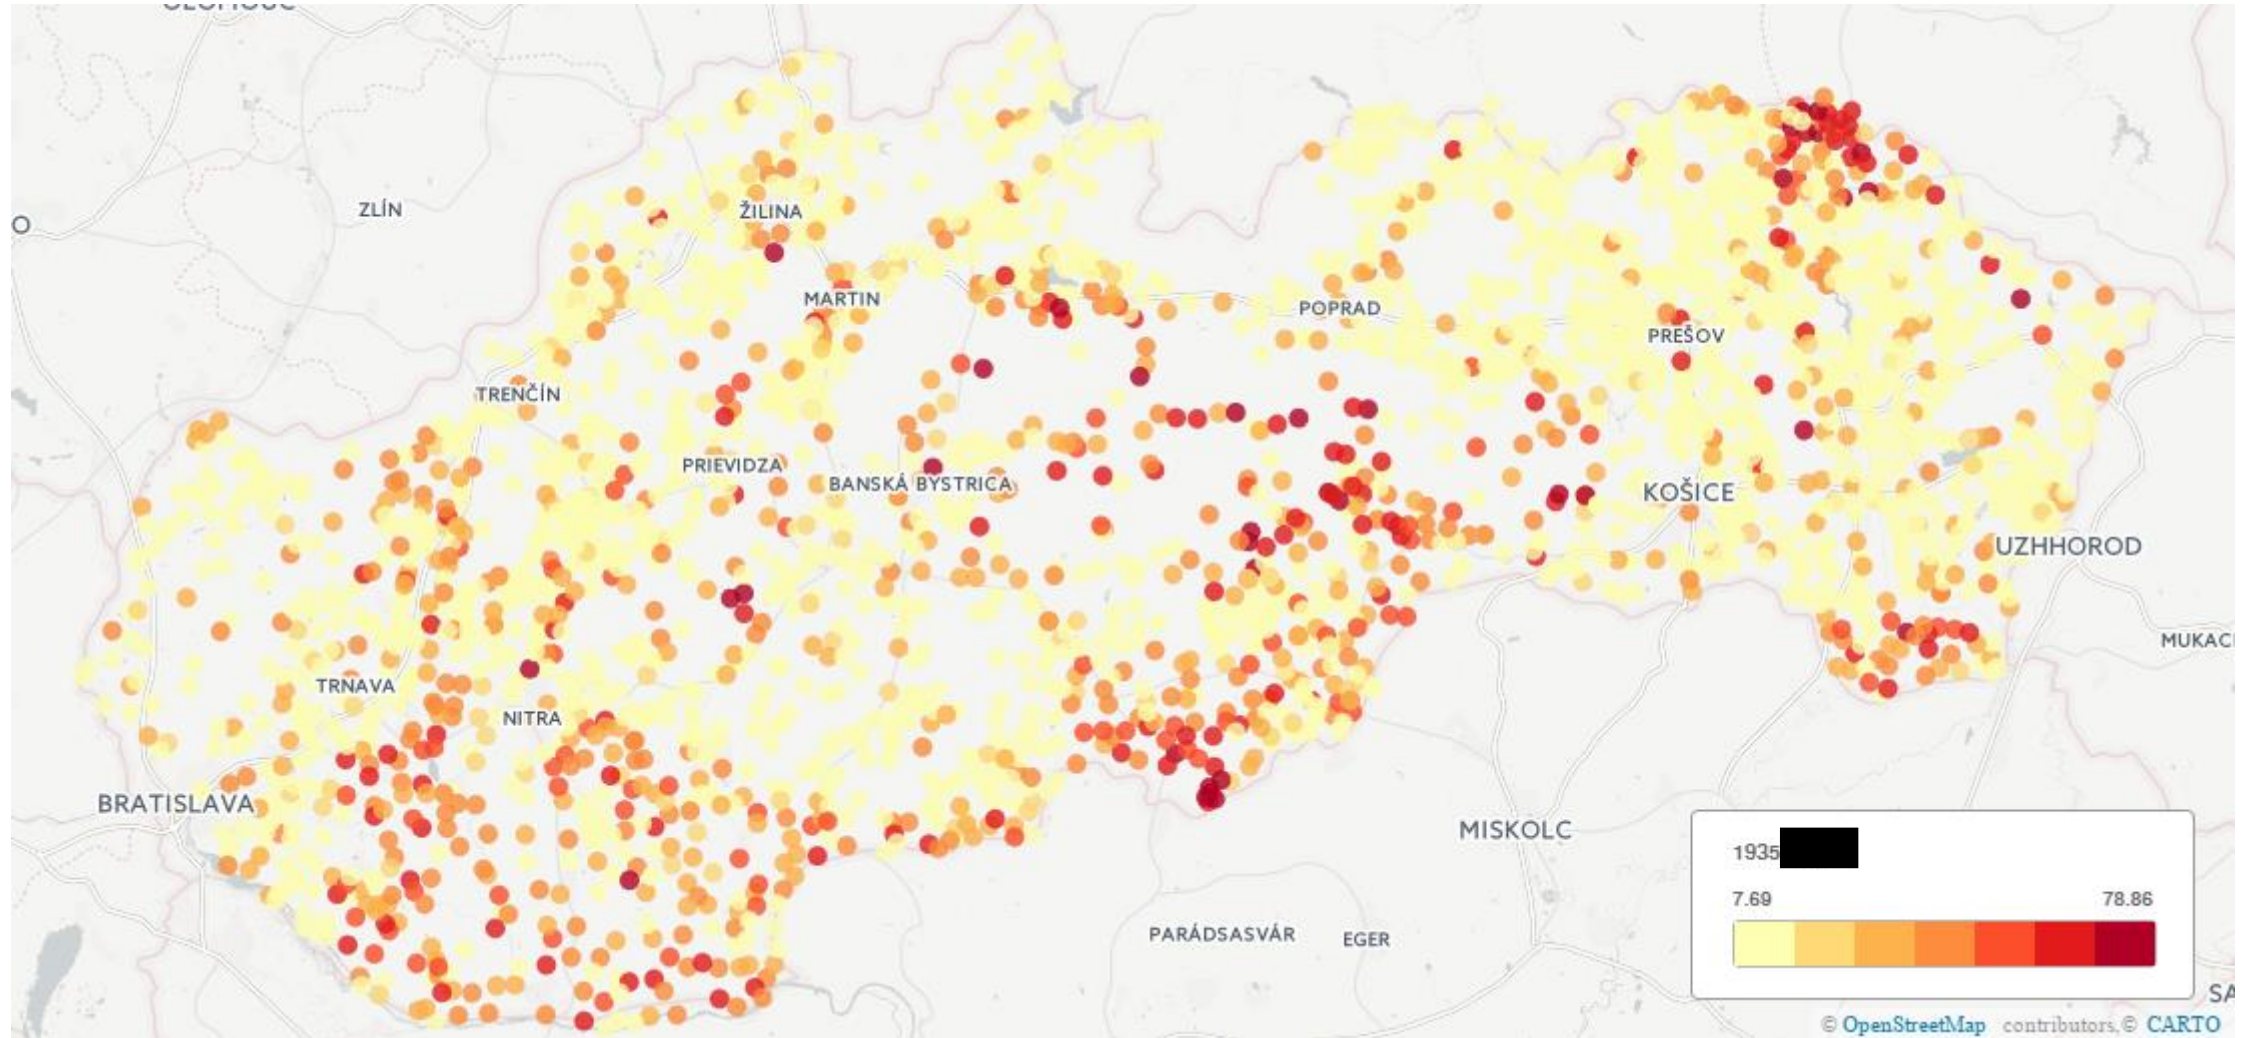 ZLÍN
ŽILINA
MARTIN
POPRAD
PREŠOV
TRENČÍN
PRIEVIDZA
BANSKÁ BYSTRICA
KOŠICE
UZHHOROD
MUKAC
TRNAVA
NITRA
BRATISLAVA
MISKOLC
1935
7.69 78.86
PARÁDSASVÁR
EGER
SA
© OpenStreetMap contributors, © CARTO